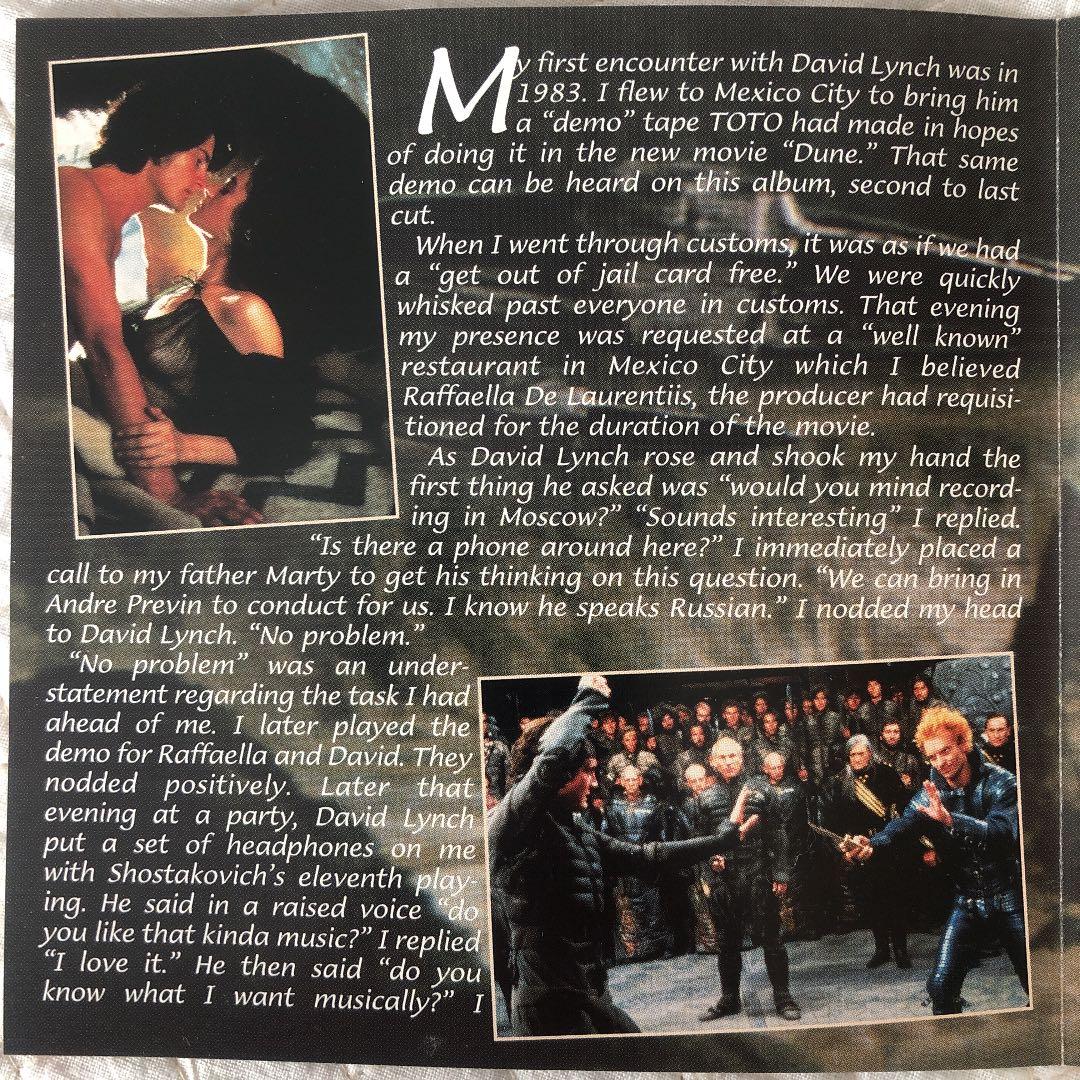 My first encounter with David Lynch was in
1983. I flew to Mexico City to bring him
a “demo” tape TOTO had made in hopes
of doing it in the new movie “Dune.” That same
demo can be heard on this album, second to last
cut.
When I went through customs, it was as if we had
a “get out of jail card free.” We were quickly
whisked past everyone in customs. That evening
my presence was requested at a “well known”
restaurant in Mexico City which I believed
Raffaella De Laurentiis, the producer had requisi-
tioned for the duration of the movie.
As David Lynch rose and shook my hand the
first thing he asked was “would you mind record-
ing in Moscow?” “Sounds interesting” I replied.
“Is there a phone around here?” I immediately placed a
call to my father Marty to get his thinking on this question. “We can bring in
Andre Previn to conduct for us. I know he speaks Russian.” I nodded my head
to David Lynch. “No problem.”
“No problem” was an under-
statement regarding the task I had
ahead of me. I later played the
demo for Raffaella and David. They
nodded positively. Later that
evening at a party, David Lynch
put a set of headphones on me
with Shostakovich’s eleventh play-
ing. He said in a raised voice “do
you like that kinda music?” I replied
“I love it.” He then said “do you
know what I want musically?” I